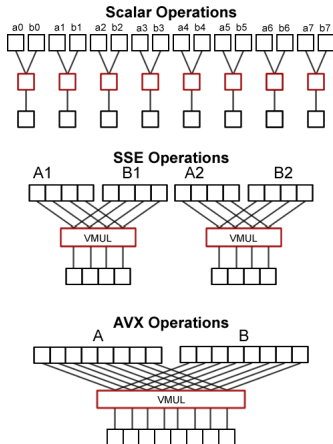 Scalar Operations
a0 b0 a1 b1 a2 b2 a3 b3 a4 b4 a5 b5 a6 b6 a7 b7
SSE Operations
A1 B1 A2 B2
VMUL VMUL
AVX Operations
A B
VMUL